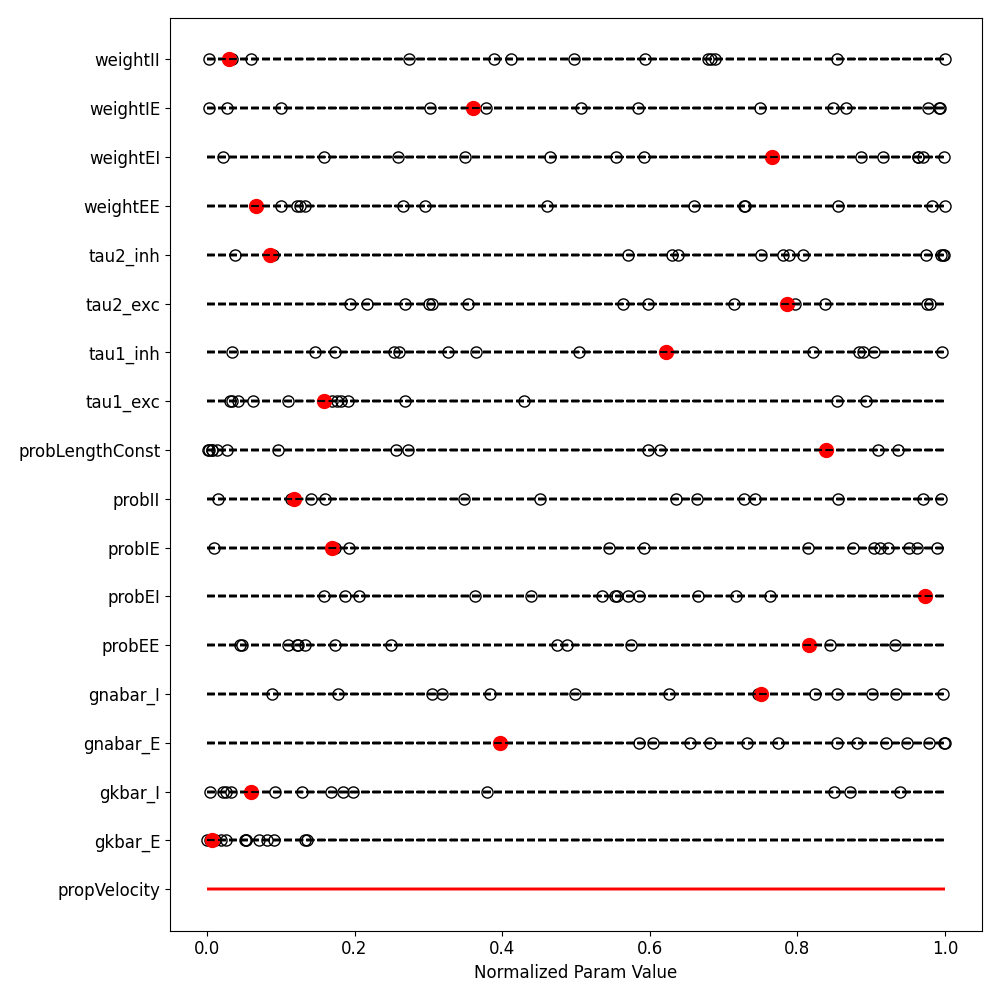 weightII
weightIE
weightEI
weightEE
tau2_inh
tau2_exc
tau1_inh
tau1_exc
probLengthConst
probII
probIE
probEI
probEE
gnabar_I
gnabar_E
gkbar_I
gkbar_E
propVelocity
0.0 0.2 0.4 0.6 0.8 1.0
Normalized Param Value